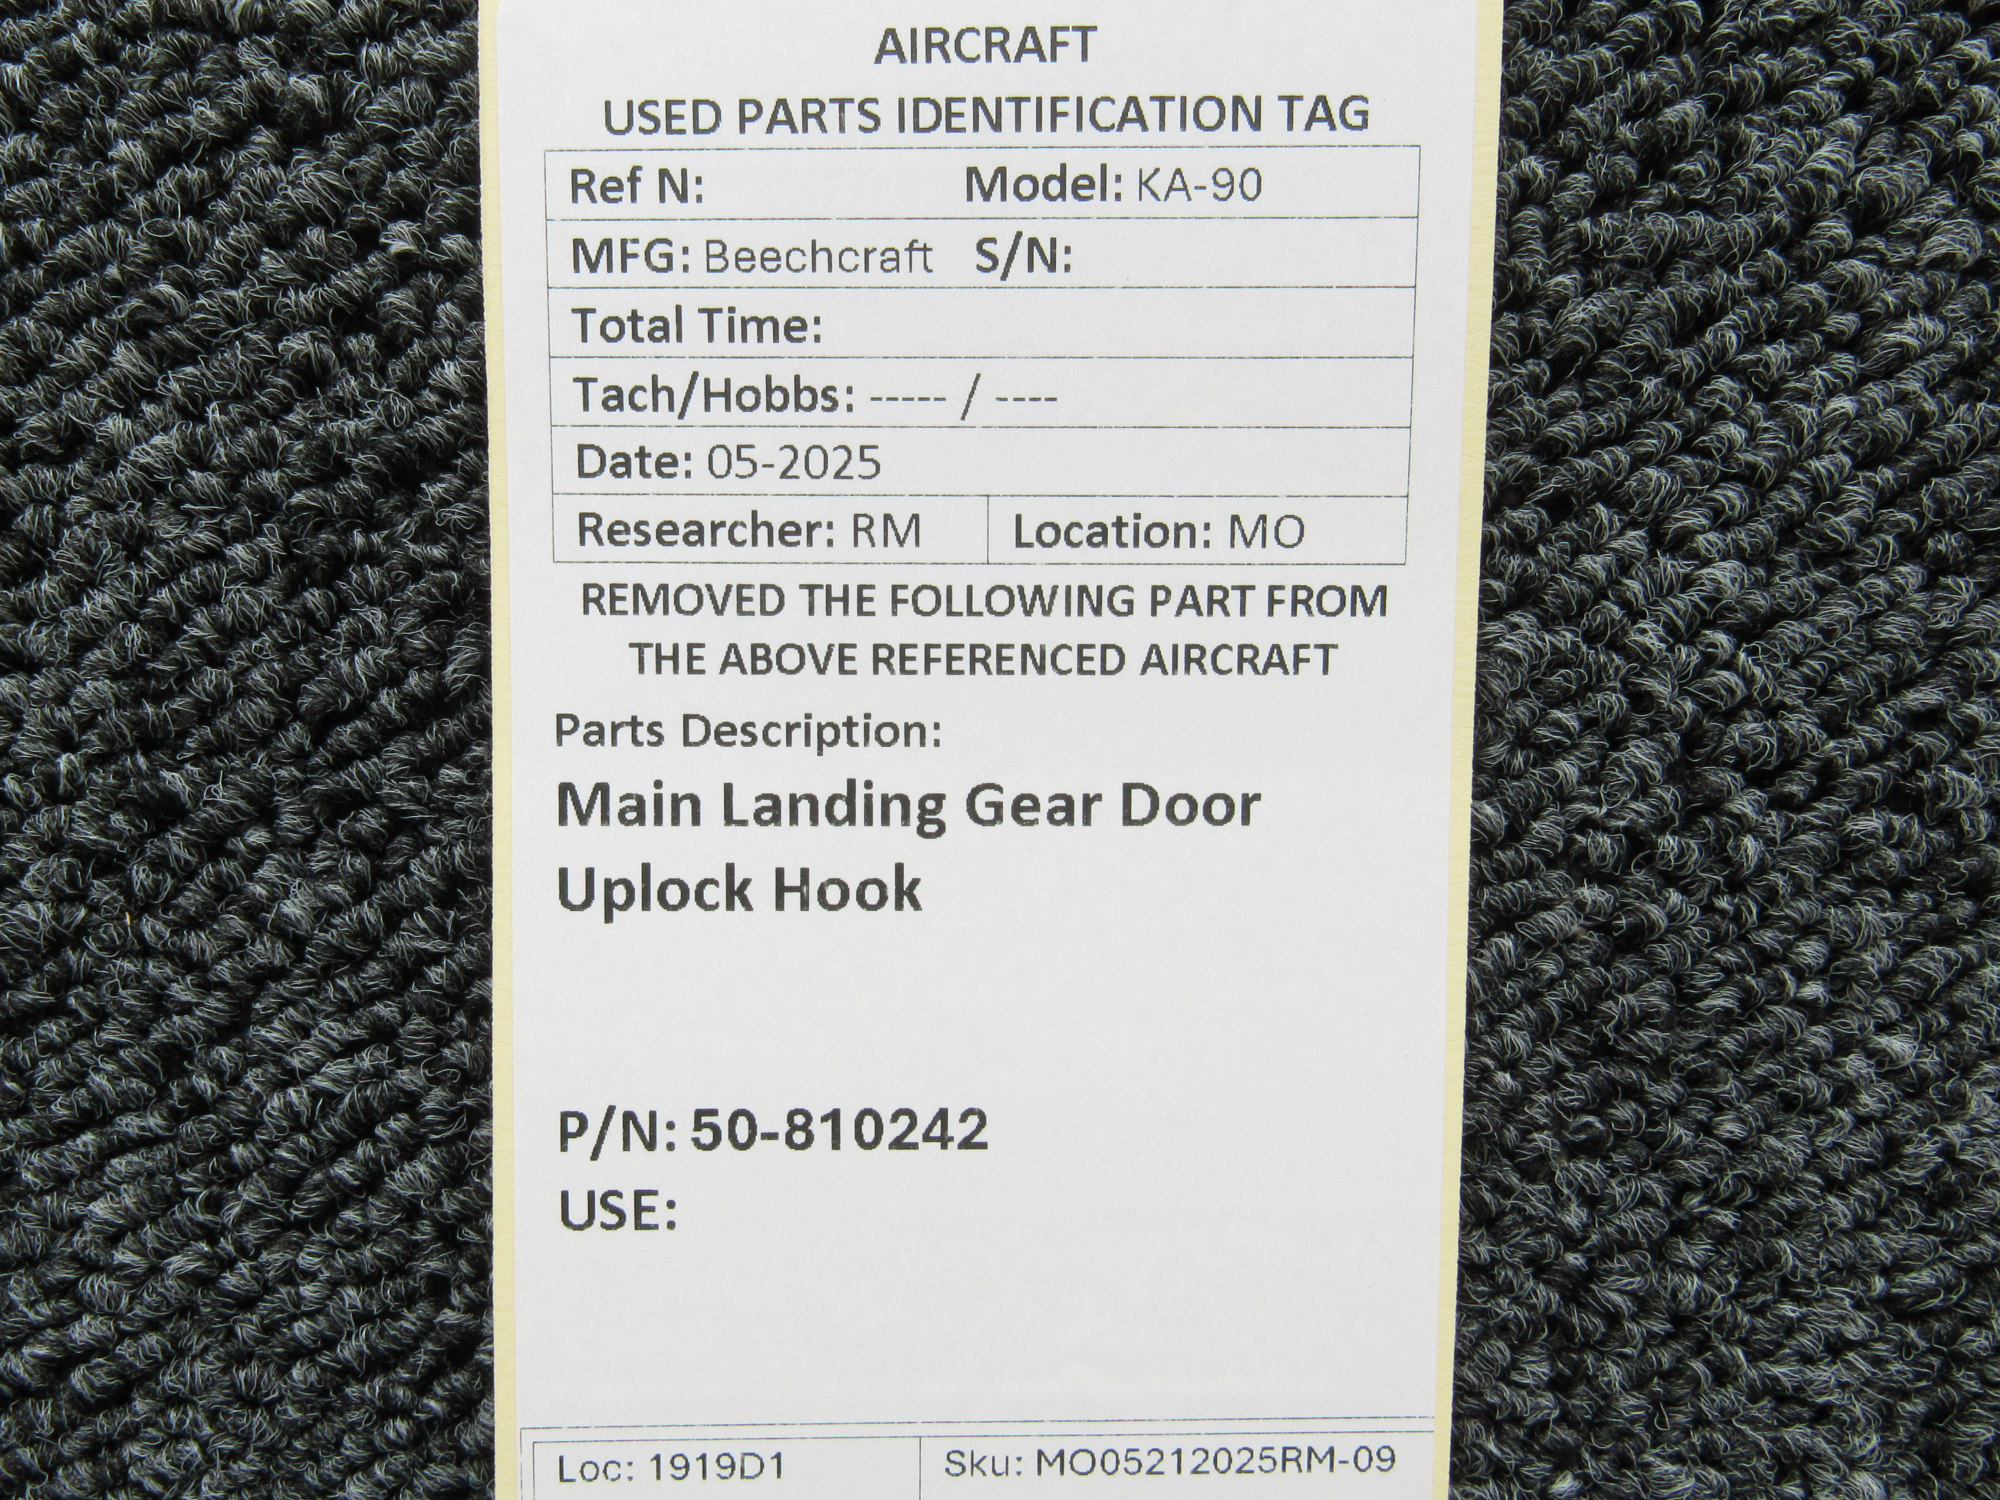 AIRCRAFT
USED PARTS IDENTIFICATION TAG
Ref N: Model: KA-90
MFG: Beechcraft S/N:
Total Time:
Tach/Hobbs: ----- / ----
Date: 05-2025
Researcher: RM Location: MO
REMOVED THE FOLLOWING PART FROM
THE ABOVE REFERENCED AIRCRAFT
Parts Description:
Main Landing Gear Door
Uplock Hook
P/N: 50-810242
USE:
Loc: 1919D1 Sku: MO05212025RM-09